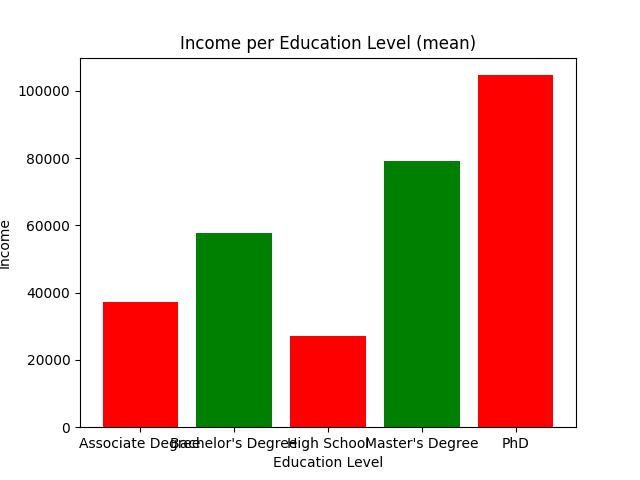 Income per Education Level (mean)
100000
80000
60000
40000
20000
0
Income
Associate Degree
Bachelor's Degree
High School
Master's Degree
PhD
Education Level